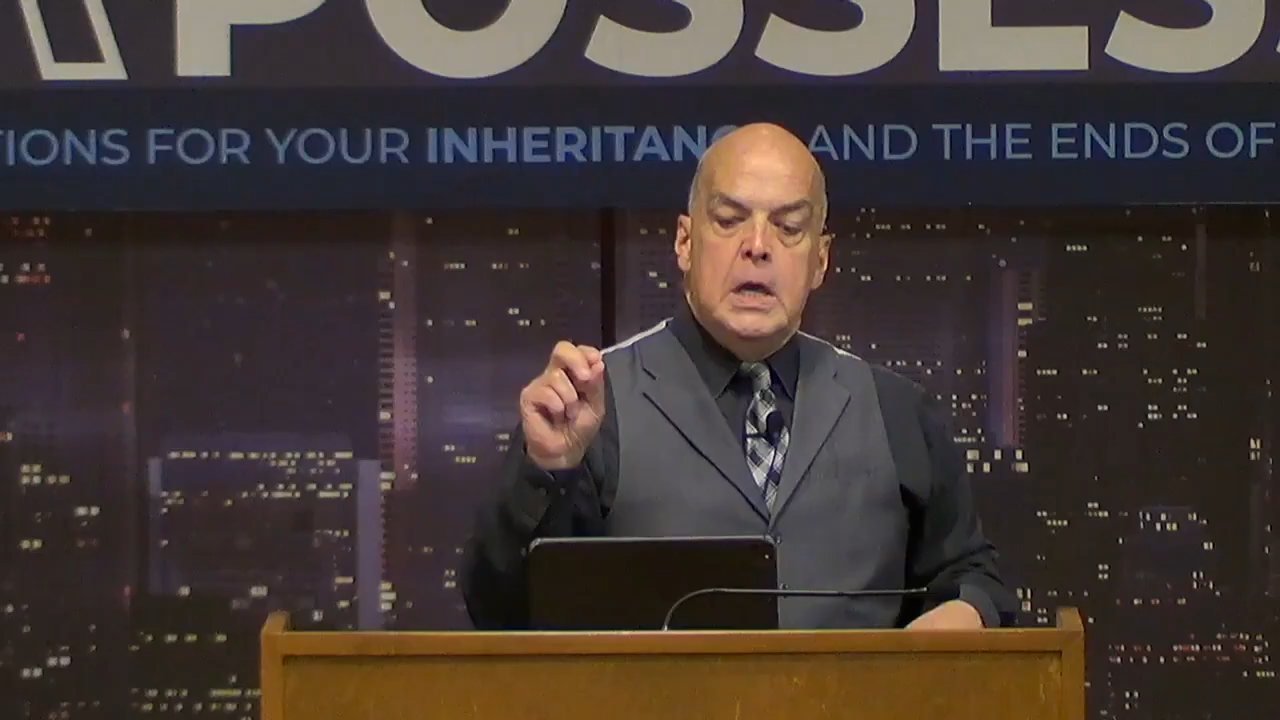 POSSES
TIONS FOR YOUR INHERITANC AND THE ENDS OF